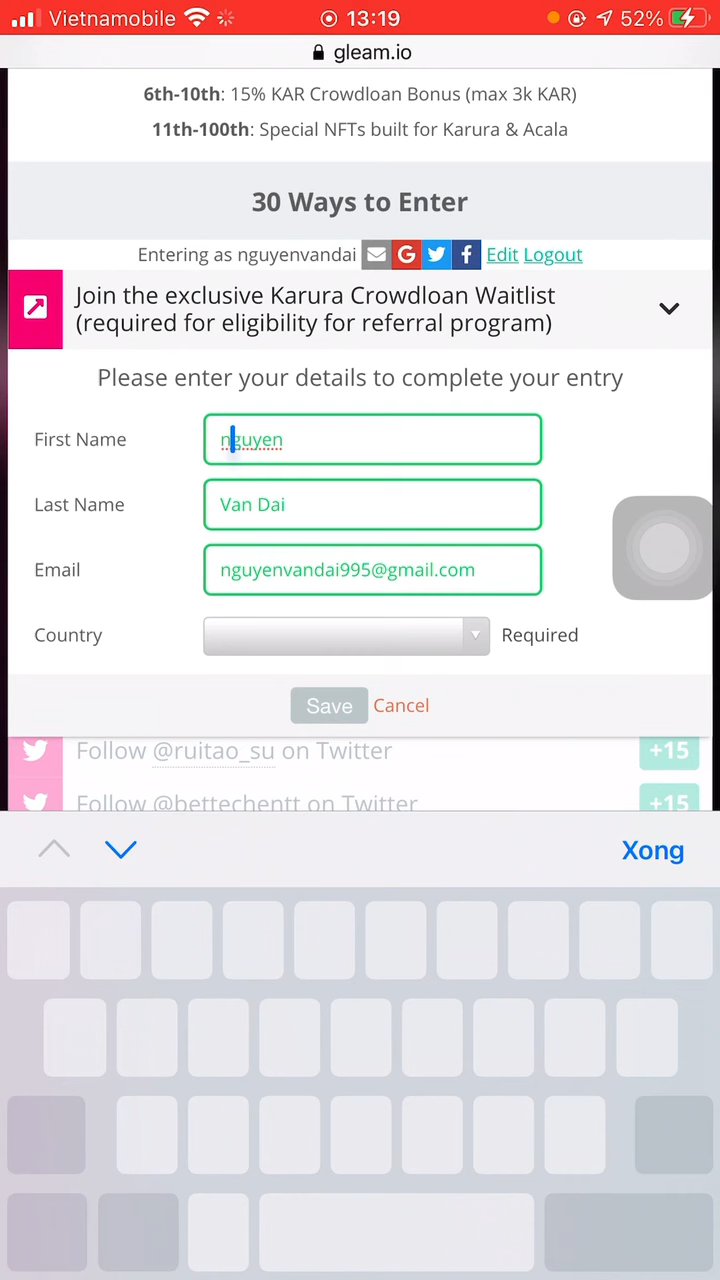 Vietnamobile 13:19 52%
gleam.io
6th-10th: 15% KAR Crowdloan Bonus (max 3k KAR)
11th-100th: Special NFTs built for Karura & Acala
30 Ways to Enter
Entering as nguyenvandai G f Edit Logout
Join the exclusive Karura Crowdloan Waitlist
(required for eligibility for referral program)
Please enter your details to complete your entry
First Name nguyen
Last Name Van Dai
Email nguyenvandai995@gmail.com
Country Required
Save Cancel
Follow @ruitao_su on Twitter +15
Follow @bettechentt on Twitter +15
Xong